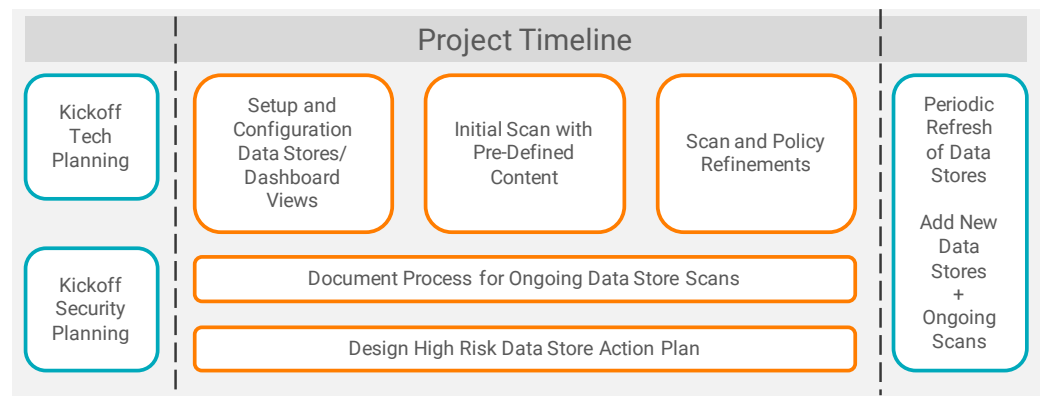 Project Timeline
Kickoff
Tech
Planning
Kickoff
Security
Planning
Setup and
Configuration
Data Stores/
Dashboard
Views
Initial Scan with
Pre-Defined
Content
Scan and Policy
Refinements
Document Process for Ongoing Data Store Scans
Design High Risk Data Store Action Plan
Periodic
Refresh
of Data
Stores
Add New
Data
Stores
+
Ongoing
Scans